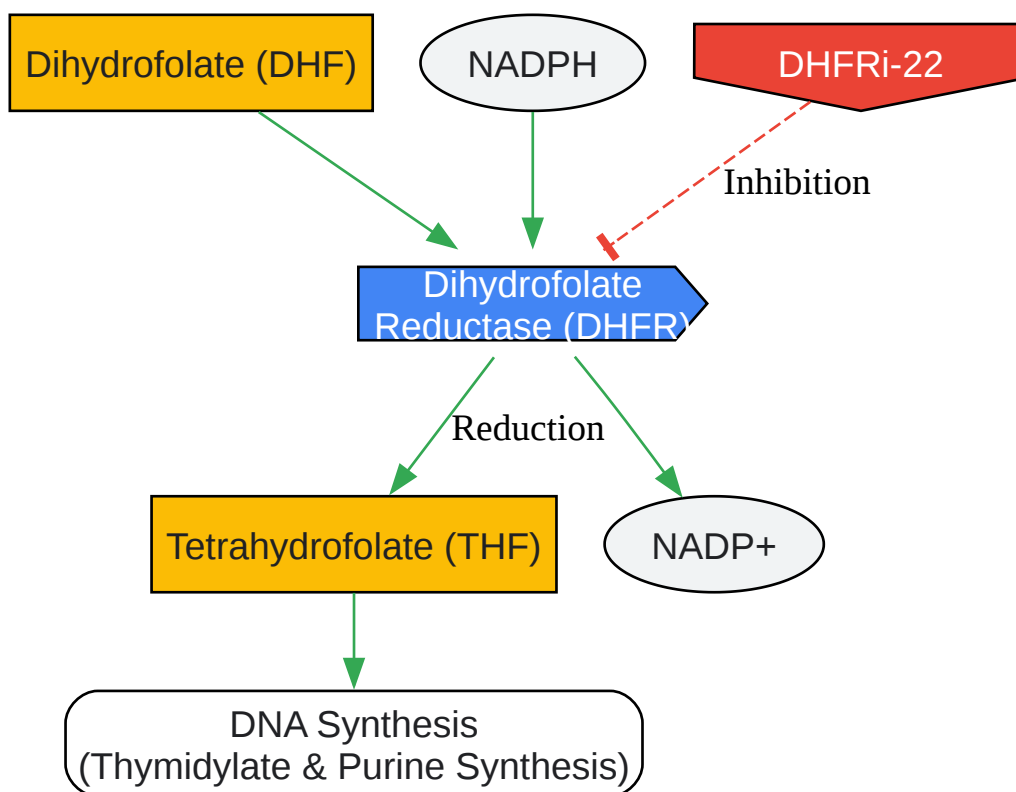 Dihydrofolate (DHF)
NADPH
DHFRi-22
Inhibition
Dihydrofolate
Reductase (DHFR)
Reduction
Tetrahydrofolate (THF)
NADP+
DNA Synthesis
(Thymidylate & Purine Synthesis)